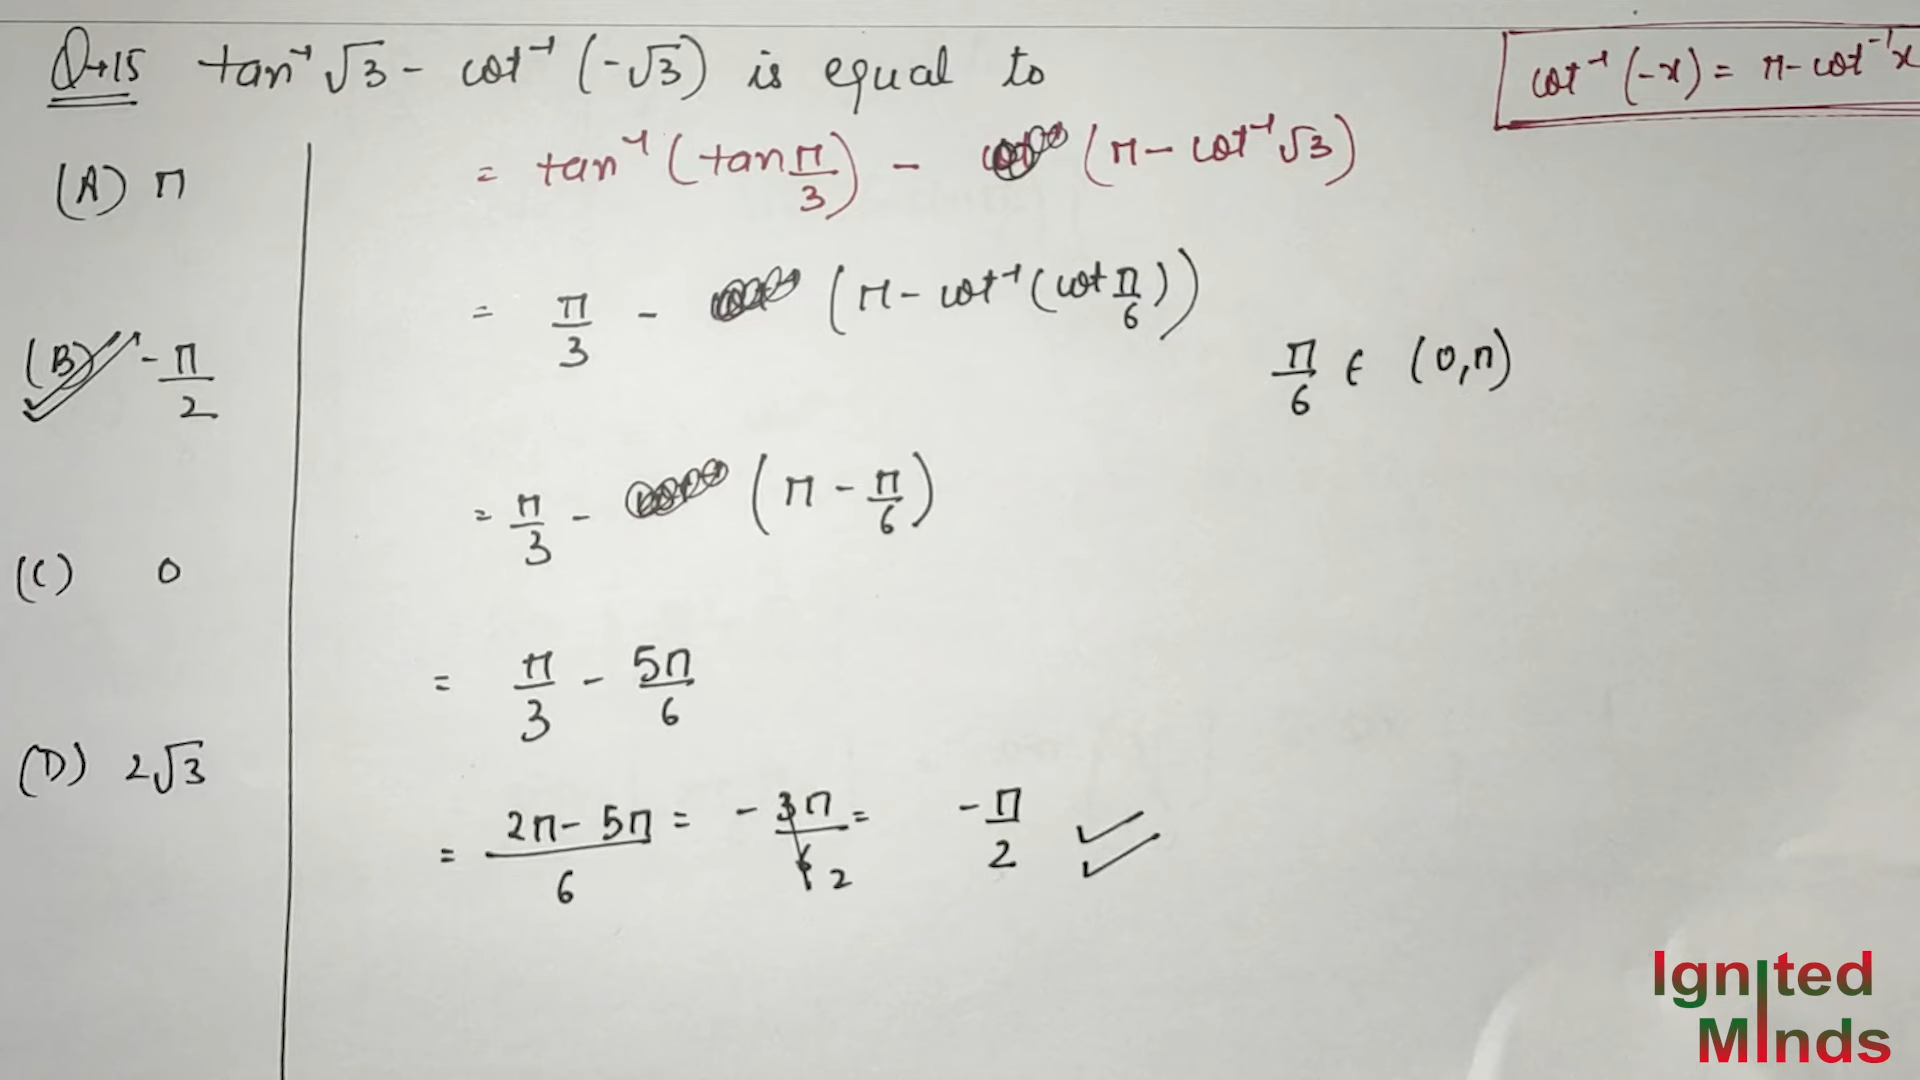 Q→15 tan⁻¹ √3 - cot⁻¹ (-√3) is equal to
cot⁻¹ (-x) = π - cot⁻¹x
(A) π
= tan⁻¹ (tan π/3) - (π - cot⁻¹ √3)
= π/3 - (π - cot⁻¹ (cot π/6))
π/6 ∈ (0,π)
(B) -π/2
= π/3 - (π - π/6)
(C) 0
= π/3 - 5π/6
(D) 2√3
= (2π - 5π)/6 = -3π/6 2 = -π/2
Ignited
Minds